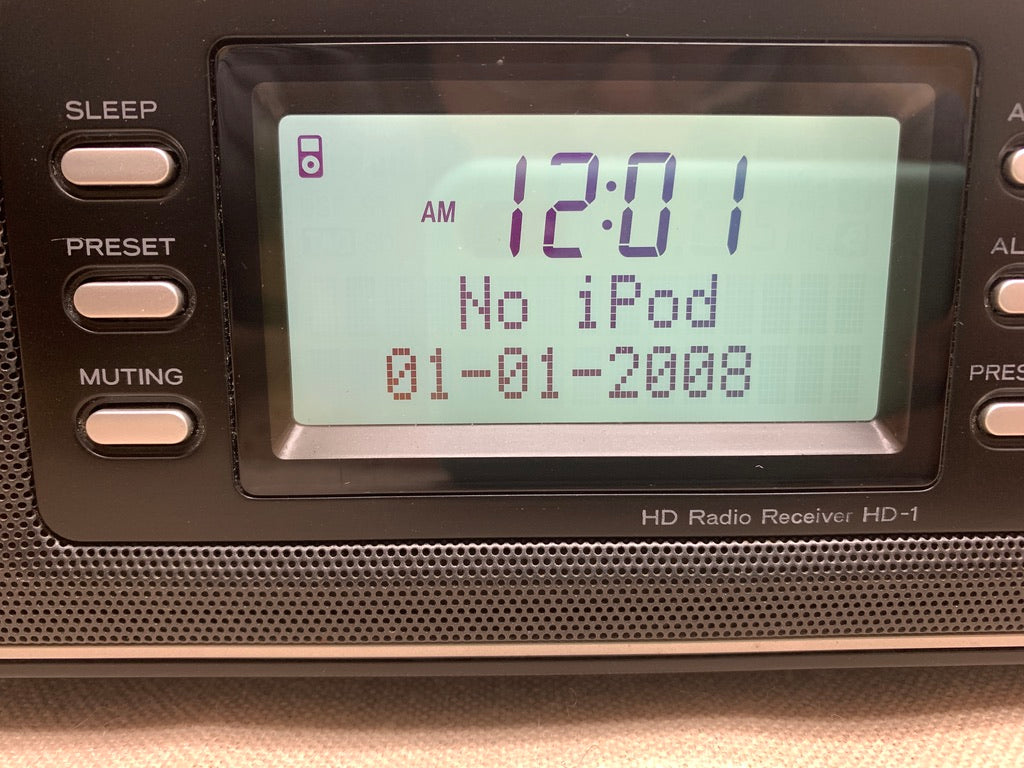 SLEEP
PRESET
MUTING
AM 12:01
No iPod
01-01-2008
HD Radio Receiver HD-1